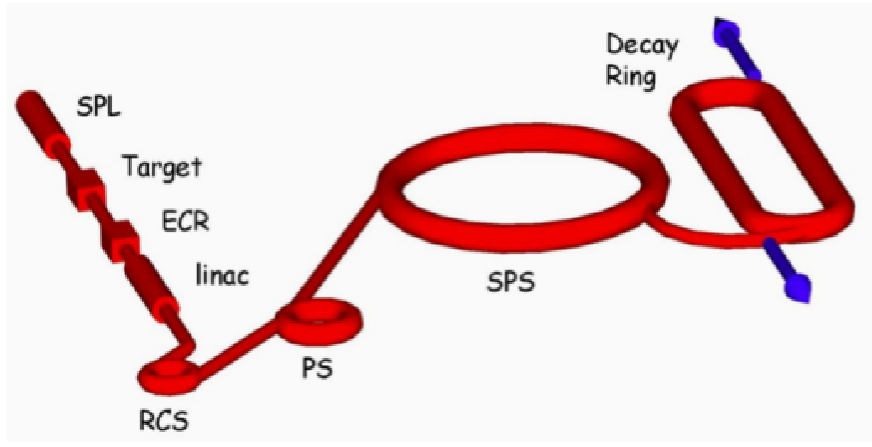 SPL
Target
ECR
linac
RCS
PS
SPS
Decay
Ring